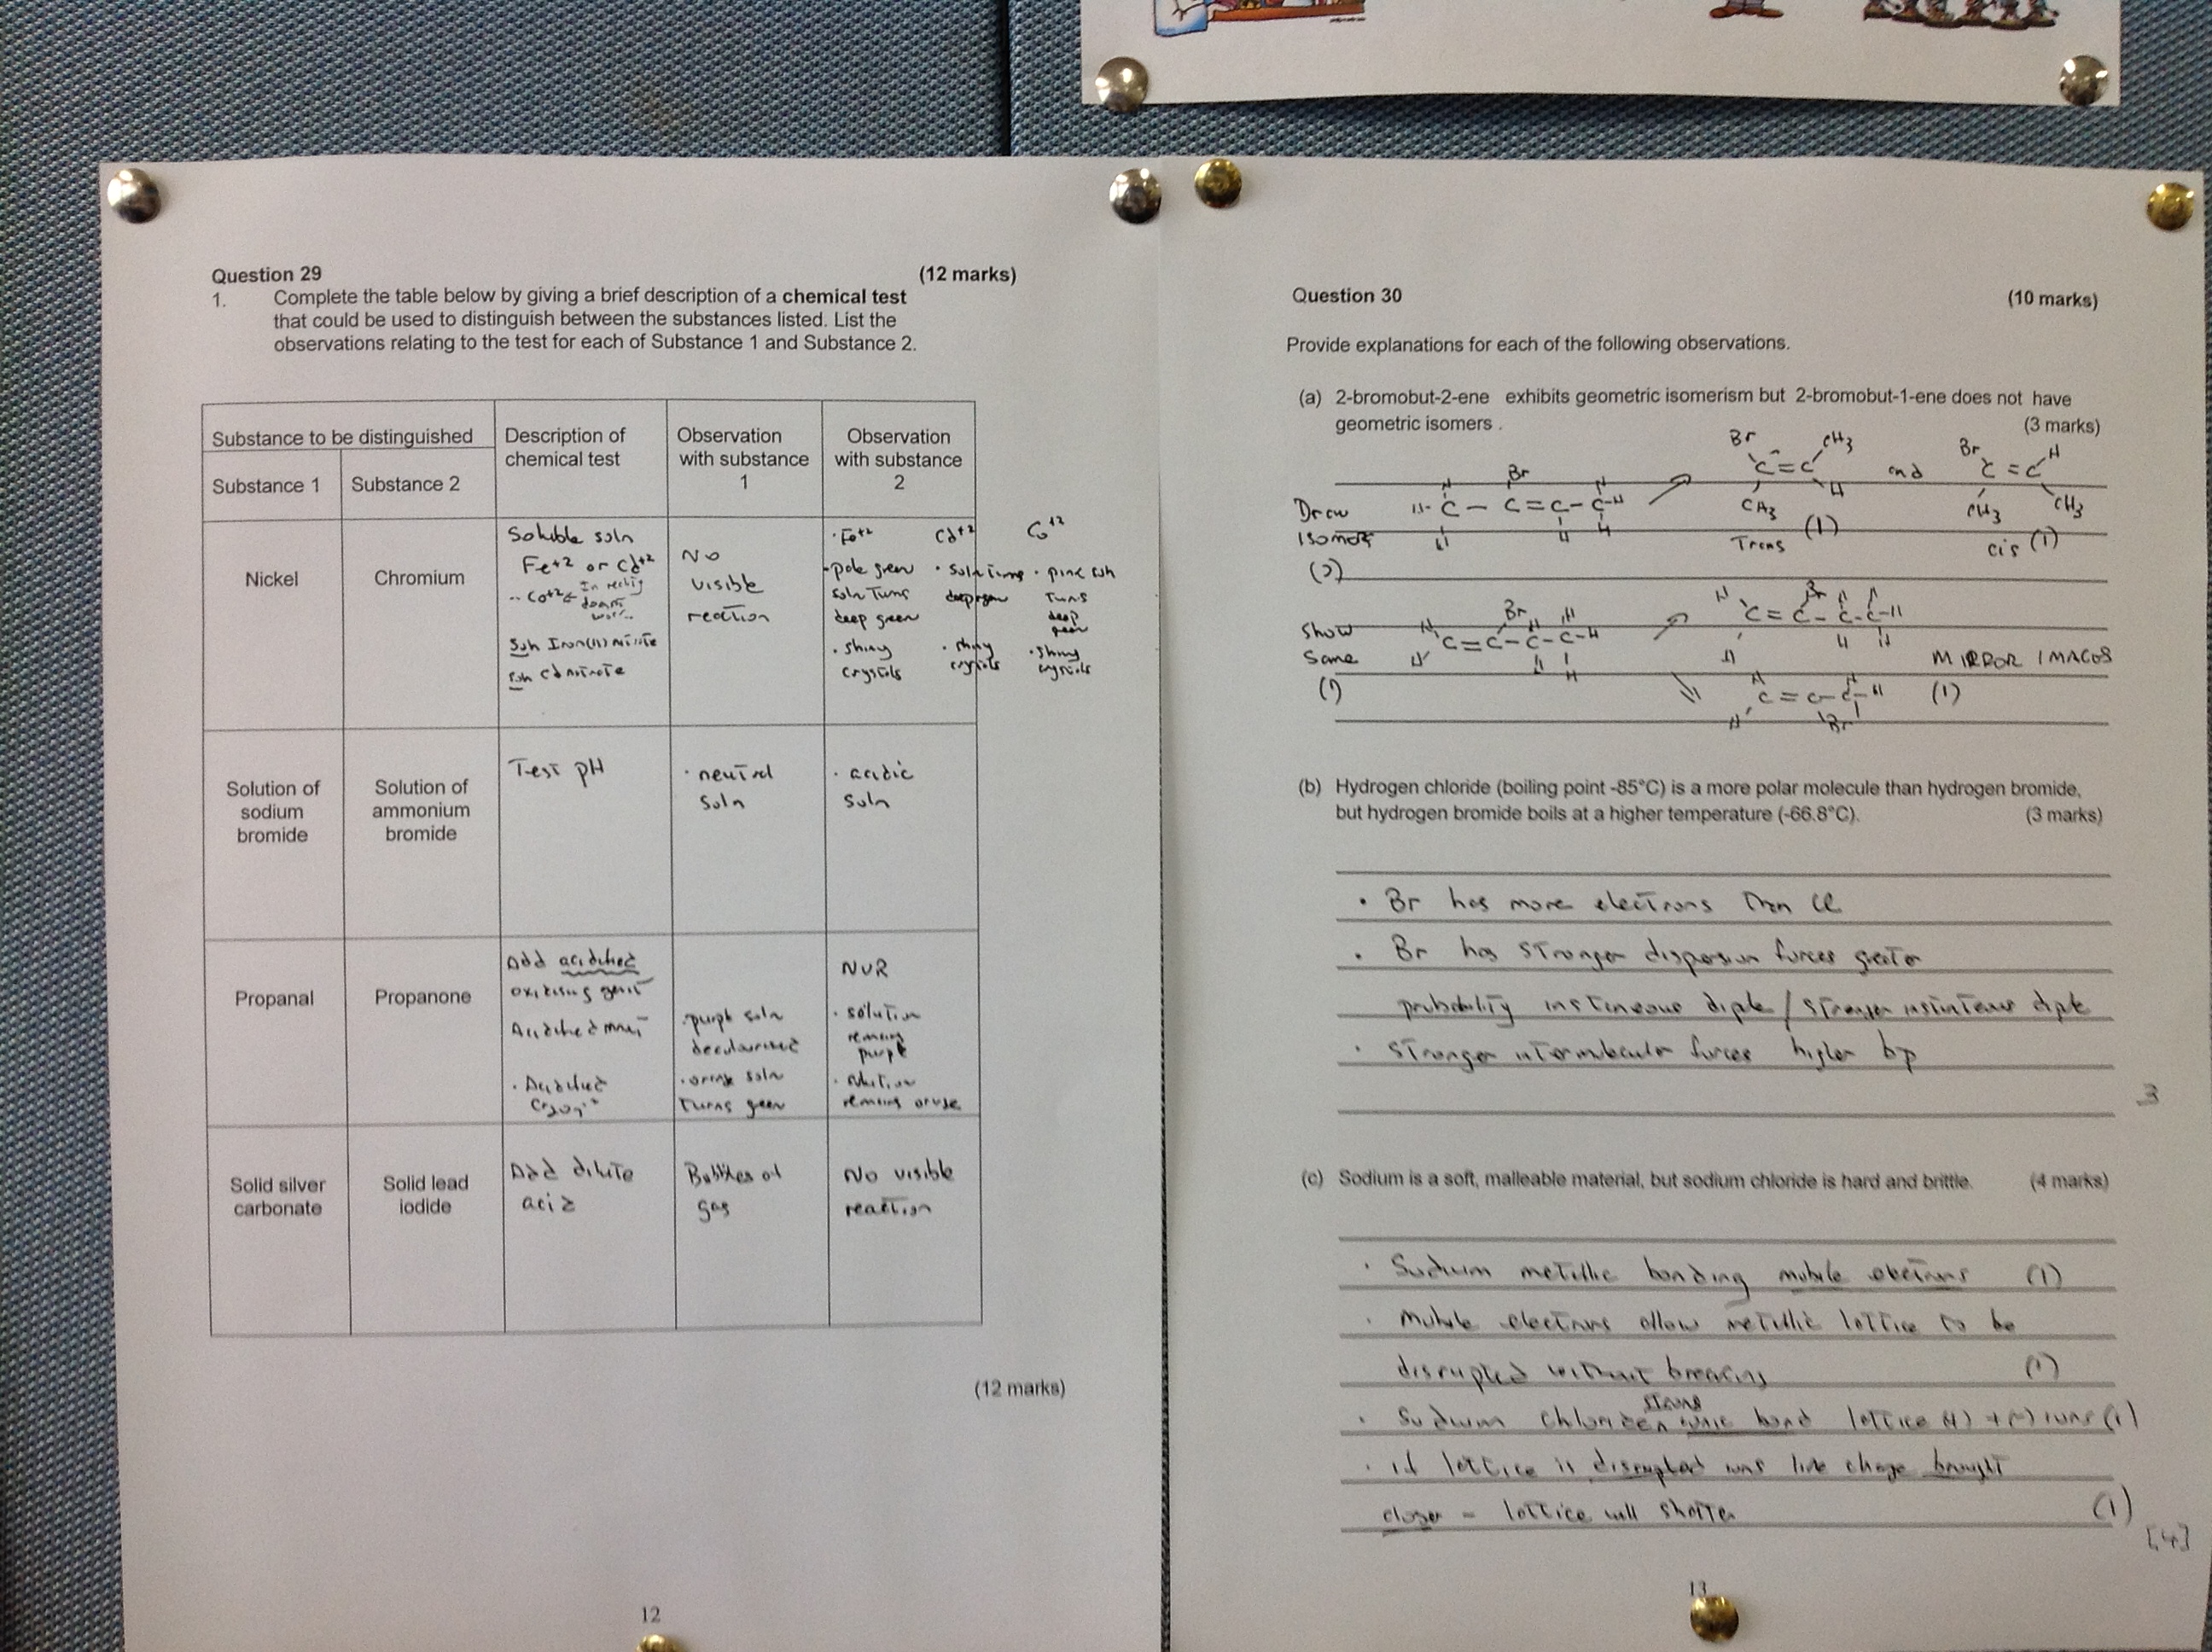 Question 29 (12 marks)
1. Complete the table below by giving a brief description of a chemical test
that could be used to distinguish between the substances listed. List the
observations relating to the test for each of Substance 1 and Substance 2.
Substance to be distinguished
Substance 1
Substance 2
Description of
chemical test
Observation
with substance
1
Observation
with substance
2
Nickel
Chromium
Soluble soln
Fe+2 or Cd+2
Co+2
Soln Iron(II) nitrate
soln Cd nitrate
No
visible
reaction
· Fe+2
· pale green
soln turns
deep green
· shiny
crystals
Cd+2
· soln turns
deep green
· shiny
crystals
Co+2
· pink soln
turns
deep
green
· shiny
crystals
Solution of
sodium
bromide
Solution of
ammonium
bromide
Test pH
· neutral
soln
· acidic
soln
Propanal
Propanone
Add acidified
oxidising agent
Acidified MnO4-
· Acidified
Cr2O7-2
· purple soln
decolourised
· orange soln
turns green
NVR
· solution
remains
purple
· solution
remains orange
Solid silver
carbonate
Solid lead
iodide
Add dilute
acid
Bubbles of
gas
No visible
reaction
(12 marks)
12
Question 30 (10 marks)
Provide explanations for each of the following observations.
(a) 2-bromobut-2-ene exhibits geometric isomerism but 2-bromobut-1-ene does not have
geometric isomers . (3 marks)
Draw
Isomers
(2)
H- C - C = C - C - H
Br
H
Br CH3
C = C
CH3 H
(1)
Trans
and
Br H
C = C
CH3 CH3
cis (1)
Show
Same
(1)
H C = C - C - C - H
Br
H
H C = C - C - C - H
Br
MIRROR IMAGES
C = C - C - H
Br
(1)
(b) Hydrogen chloride (boiling point -85°C) is a more polar molecule than hydrogen bromide,
but hydrogen bromide boils at a higher temperature (-66.8°C). (3 marks)
· Br has more electrons than Cl
· Br has stronger dispersion forces greater
probability instantaneous dipole / stronger instantaneous dipole
· stronger intermolecular forces higher bp
3
(c) Sodium is a soft, malleable material, but sodium chloride is hard and brittle. (4 marks)
· Sodium metallic bonding mobile electrons (1)
· Mobile electrons allow metallic lattice to be
disrupted without breaking (1)
strong
· Sodium chloride ionic bond lattice (+) + (-) ions (1)
· if lattice is disrupted ions like charge brought
closer - lattice will shatter (1)
[4]
13